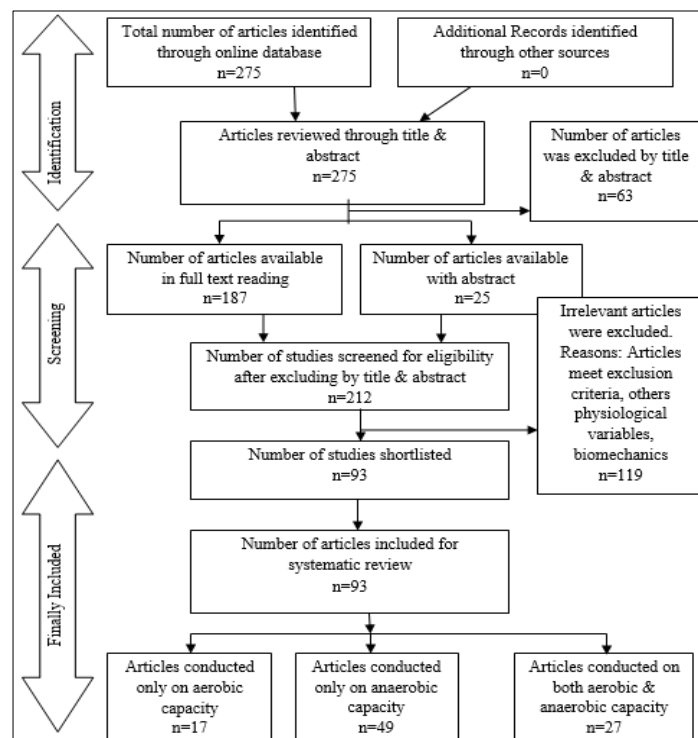 Total number of articles identified
through online database
n=275
Additional Records identified
through other sources
n=0
Identification
Articles reviewed through title &
abstract
n=275
Number of articles
was excluded by title
& abstract
n=63
Screening
Number of articles available
in full text reading
n=187
Number of articles available
with abstract
n=25
Number of studies screened for eligibility
after excluding by title & abstract
n=212
Irrelevant articles
were excluded.
Reasons: Articles
meet exclusion
criteria, others
physiological
variables,
biomechanics
n=119
Number of studies shortlisted
n=93
Finally Included
Number of articles included for
systematic review
n=93
Articles conducted
only on aerobic
capacity
n=17
Articles conducted
only on anaerobic
capacity
n=49
Articles conducted on
both aerobic &
anaerobic capacity
n=27